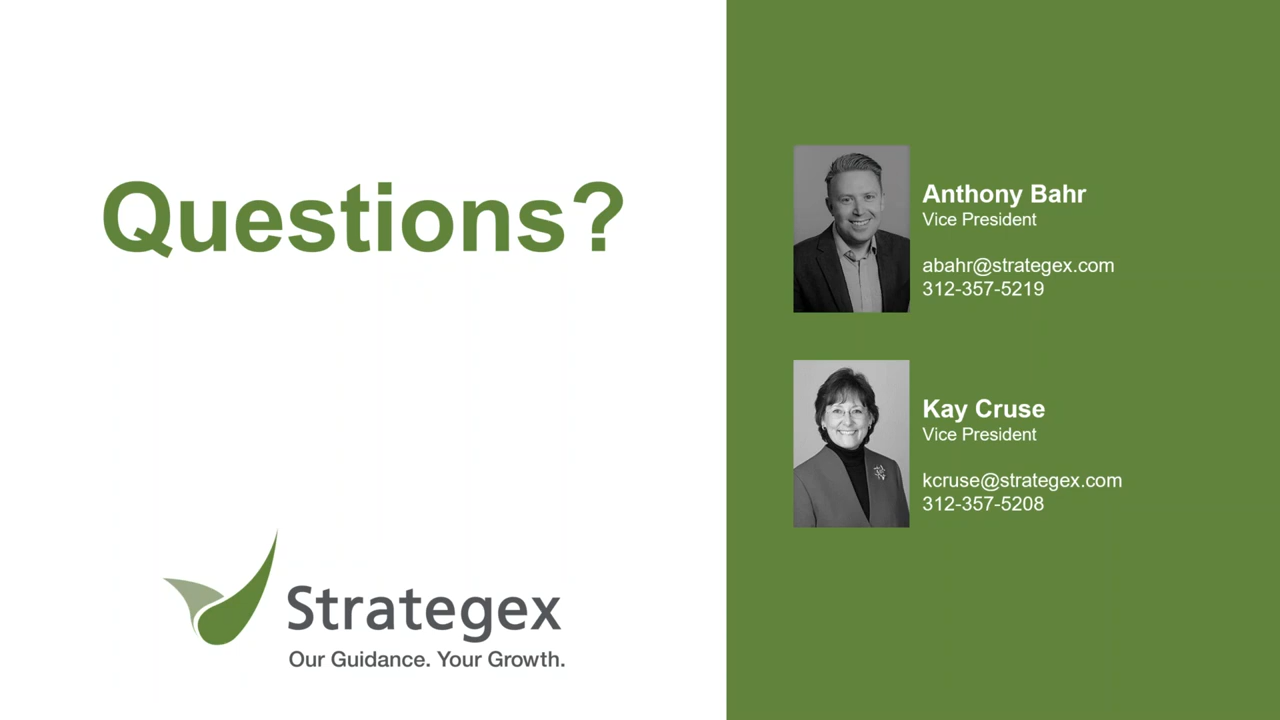 Questions?
Strategex
Our Guidance. Your Growth.
Anthony Bahr
Vice President
abahr@strategex.com
312-357-5219
Kay Cruse
Vice President
kcruse@strategex.com
312-357-5208